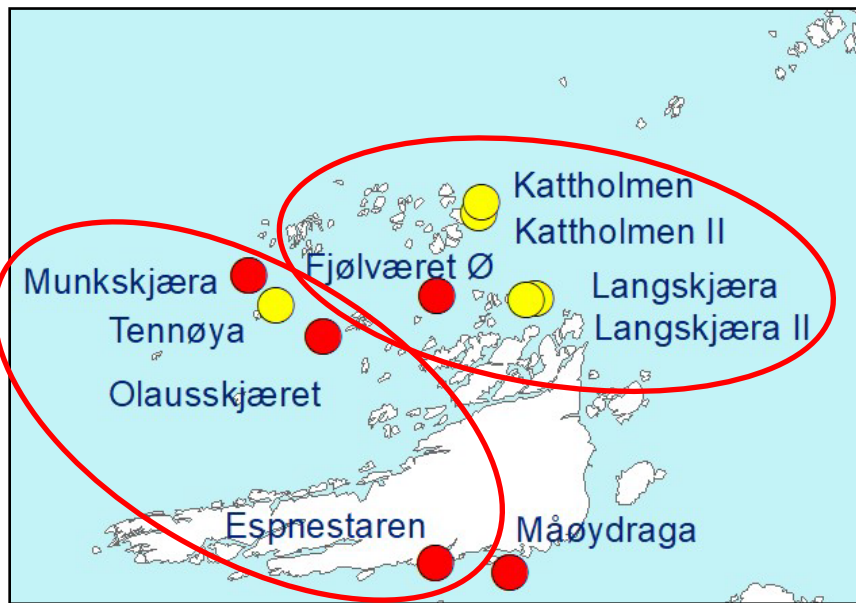 Kattholmen
Kattholmen II
Fjølværet Ø
Munkskjæra
Langskjæra
Tennøya
Langskjæra II
Olausskjæret
Espnestaren
Måøydraga